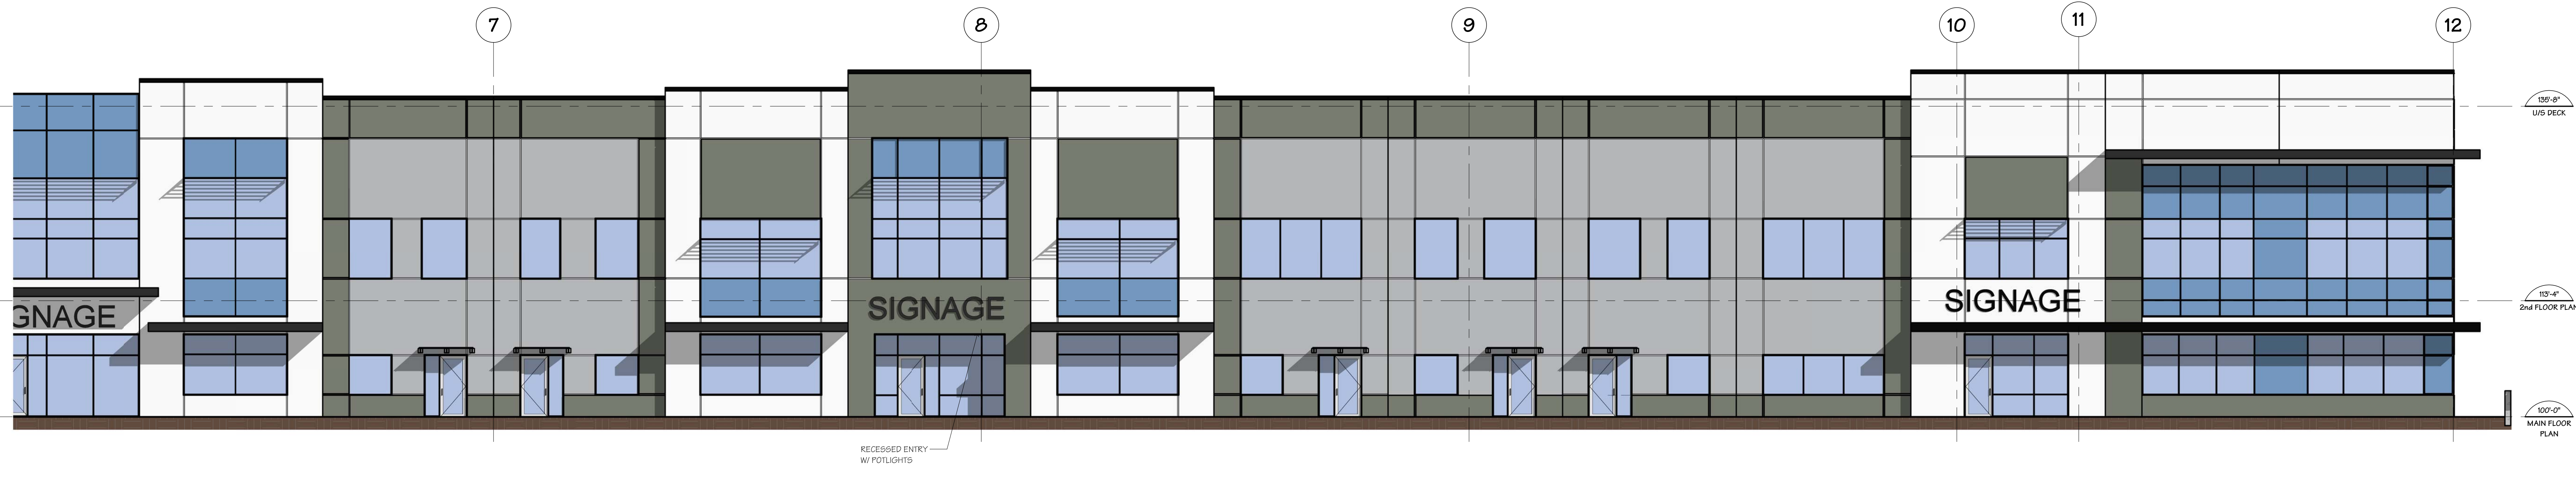 7
8
9
10
11
12
135'-8"
U/S DECK
SIGNAGE
SIGNAGE
GNAGE
113'-4"
2nd FLOOR PLAN
100'-0"
MAIN FLOOR
PLAN
RECESSED ENTRY
W/ POTLIGHTS